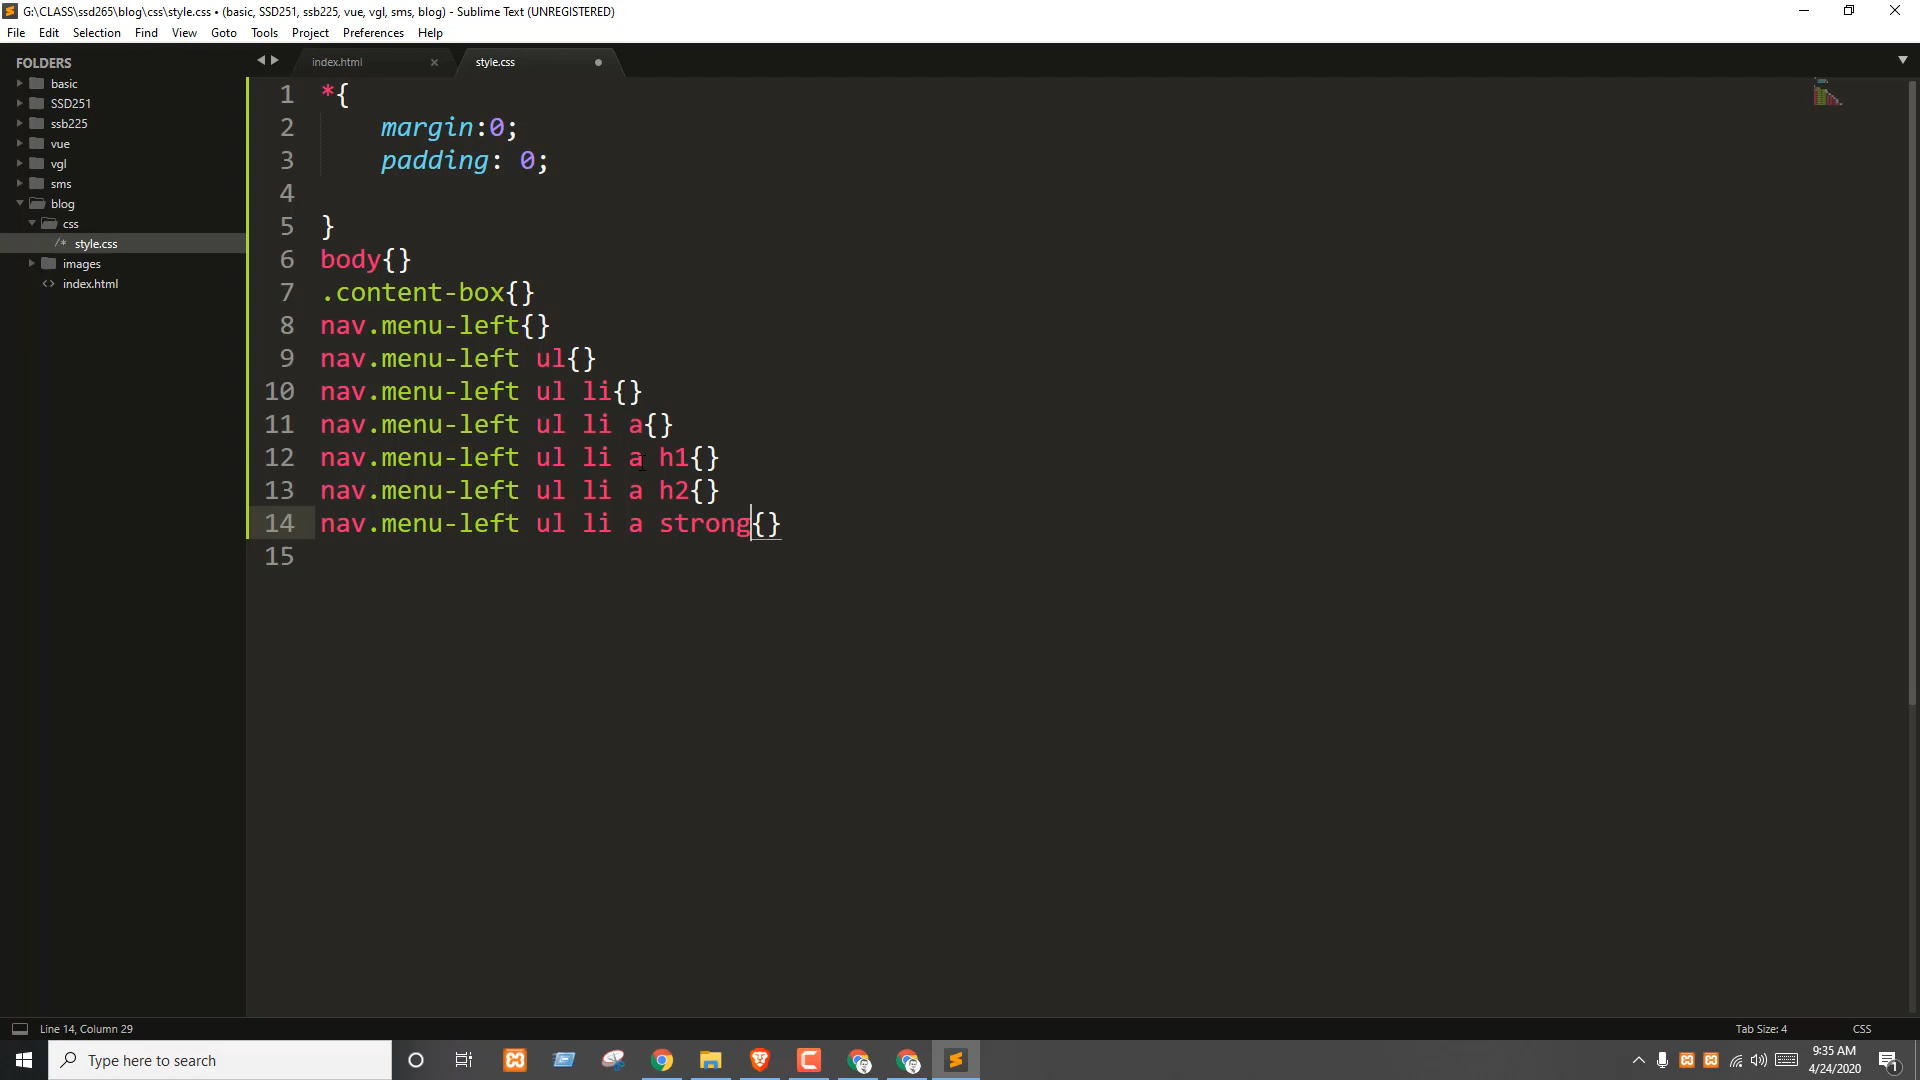 G:\CLASS\ssd265\blog\css\style.css • (basic, SSD251, ssb225, vue, vgl, sms, blog) - Sublime Text (UNREGISTERED)
File Edit Selection Find View Goto Tools Project Preferences Help
FOLDERS
basic
SSD251
ssb225
vue
vgl
sms
blog
css
/* style.css
images
<> index.html
index.html
style.css
1 *{
2 margin:0;
3 padding: 0;
4
5 }
6 body{}
7 .content-box{}
8 nav.menu-left{}
9 nav.menu-left ul{}
10 nav.menu-left ul li{}
11 nav.menu-left ul li a{}
12 nav.menu-left ul li a h1{}
13 nav.menu-left ul li a h2{}
14 nav.menu-left ul li a strong{}
15
Line 14, Column 29
Tab Size: 4
CSS
Type here to search
9:35 AM
4/24/2020
1